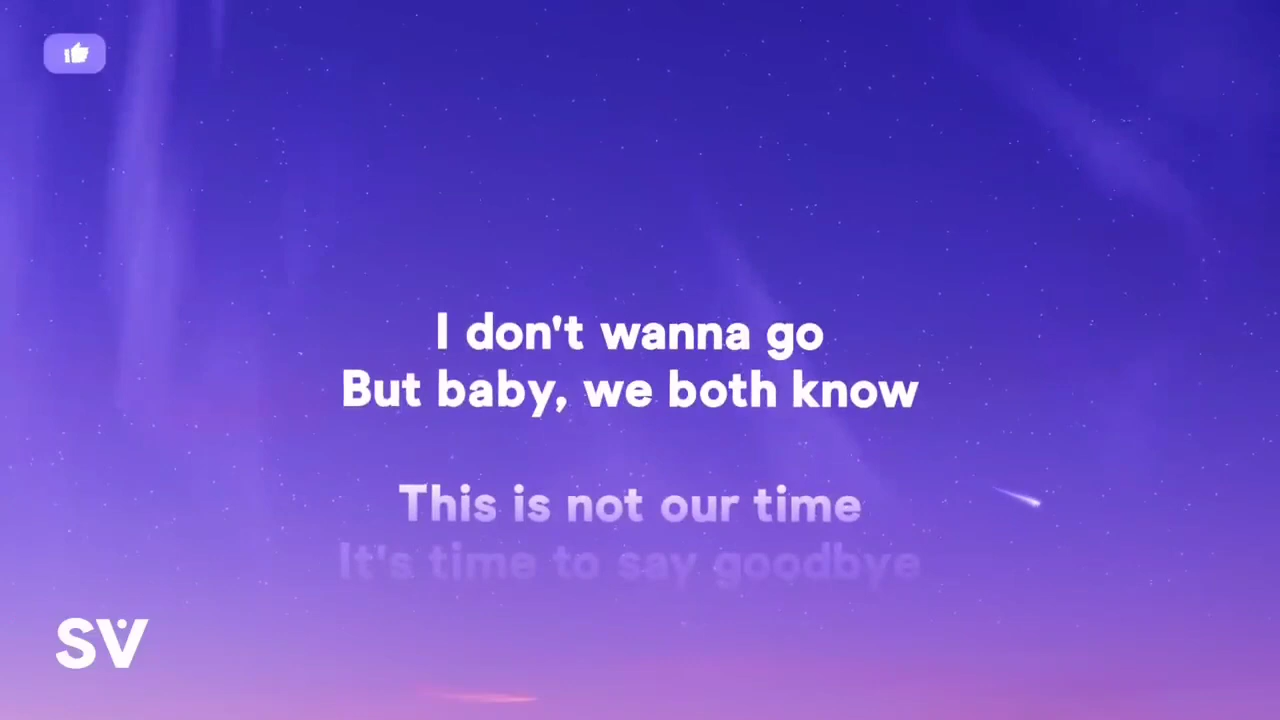 I don't wanna go
But baby, we both know
This is not our time
It's time to say goodbye
SV